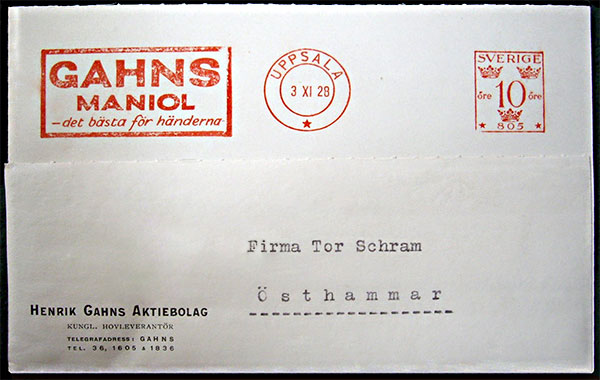 GAHNS
MANIOL
– det bästa för händerna
UPPSALA
3 XI 28
★
SVERIGE
öre 10 öre
★ 805 ★
Firma Tor Schram
Östhammar
HENRIK GAHNS AKTIEBOLAG
KUNGL. HOVLEVERANTÖR
TELEGRAFADRESS: GAHNS
TEL. 36, 1605 & 1836